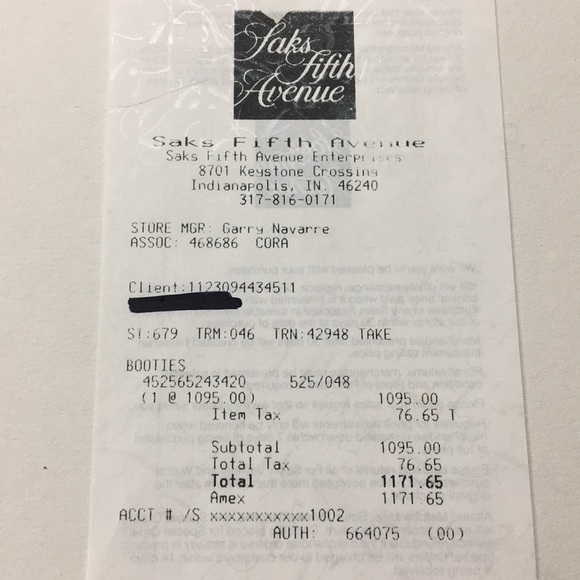 Saks
Fifth
Avenue
Saks Fifth Avenue
Saks Fifth Avenue Enterprises
8701 Keystone Crossing
Indianapolis, IN. 46240
317-816-0171
STORE MGR: Garry Navarre
ASSOC: 468686 CORA
Client:1123094434511
ST:679 TRM:046 TRN:42948 TAKE
BOOTIES
452565243420 525/048
(1 @ 1095.00) 1095.00
Item Tax 76.65 T
Subtotal 1095.00
Total Tax 76.65
Total 1171.65
Amex 1171.65
ACCT # /S xxxxxxxxxxx1002
AUTH: 664075 (00)